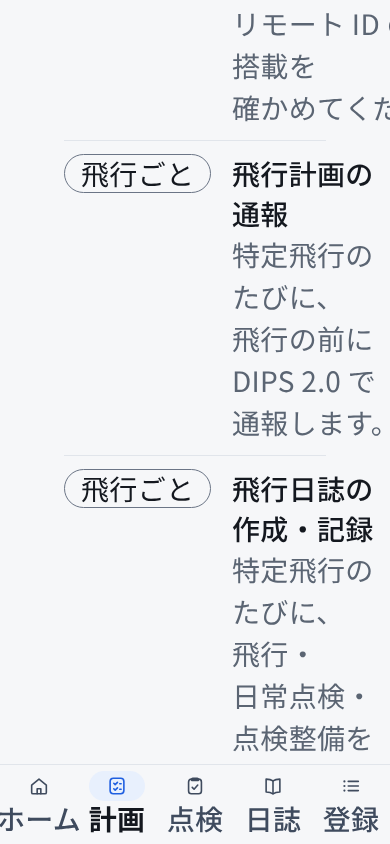 リモート ID
搭載を
確かめてくだ
飛行ごと
飛行計画の
通報
特定飛行の
たびに、
飛行の前に
DIPS 2.0 で
通報します。
飛行ごと
飛行日誌の
作成・記録
特定飛行の
たびに、
飛行・
日常点検・
点検整備を
ホーム 計画 点検 日誌 登録